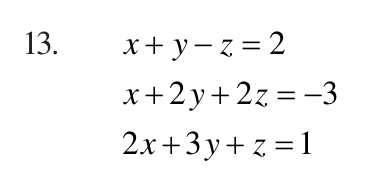 13. x + y − z = 2
x + 2y + 2z = −3
2x + 3y + z = 1